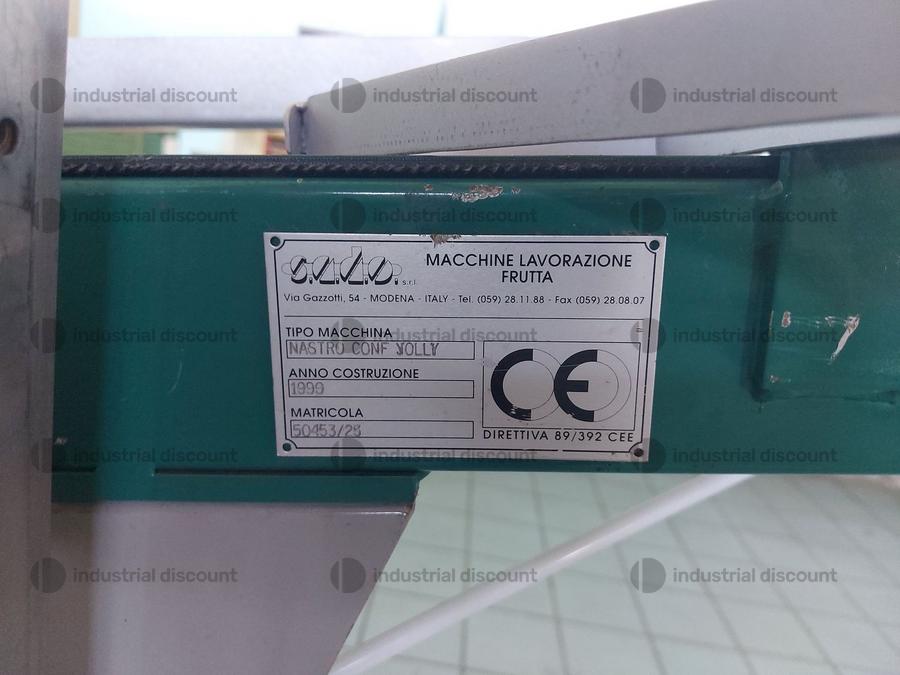 industrial discount industrial discount industrial discount
industrial discount industrial discount industrial discount
s.a.d.o. s.r.l.
MACCHINE LAVORAZIONE
FRUTTA
Via Gazzotti, 54 - MODENA - ITALY - Tel. (059) 28.11.88 - Fax (059) 28.08.07
industrial discount industrial discount industrial discount
TIPO MACCHINA
NASTRO CONF JOLLY
ANNO COSTRUZIONE
1999
MATRICOLA
50453/28
CE
DIRETTIVA 89/392 CEE
industrial discount industrial discount industrial discount
industrial discount industrial discount industrial discount